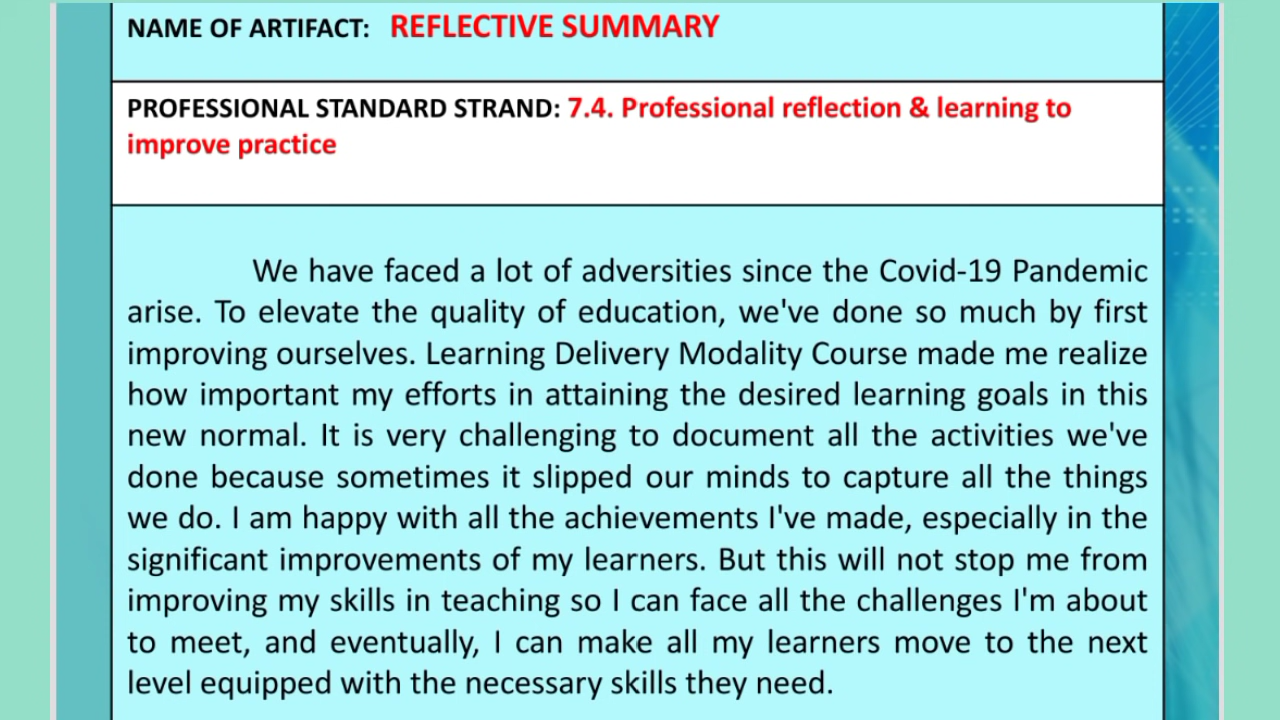 NAME OF ARTIFACT: REFLECTIVE SUMMARY
PROFESSIONAL STANDARD STRAND: 7.4. Professional reflection & learning to
improve practice
We have faced a lot of adversities since the Covid-19 Pandemic
arise. To elevate the quality of education, we've done so much by first
improving ourselves. Learning Delivery Modality Course made me realize
how important my efforts in attaining the desired learning goals in this
new normal. It is very challenging to document all the activities we've
done because sometimes it slipped our minds to capture all the things
we do. I am happy with all the achievements I've made, especially in the
significant improvements of my learners. But this will not stop me from
improving my skills in teaching so I can face all the challenges I'm about
to meet, and eventually, I can make all my learners move to the next
level equipped with the necessary skills they need.